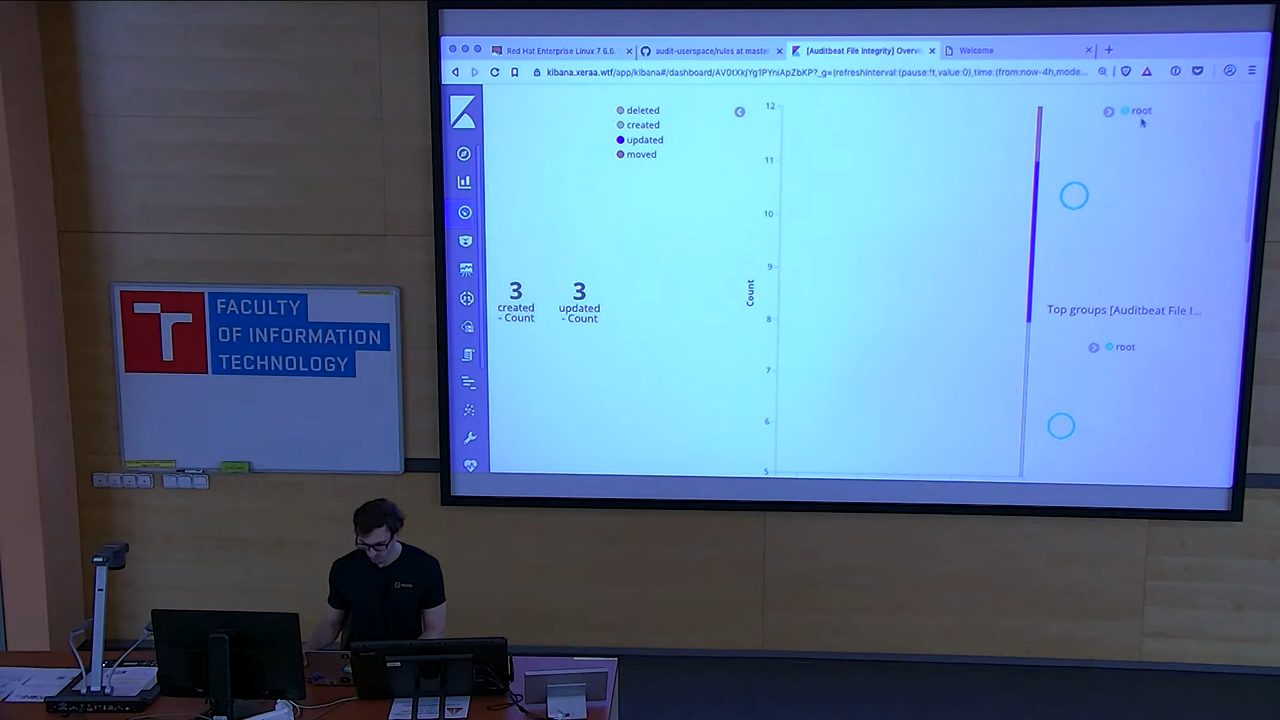 Red Hat Enterprise Linux 7 6.6.
audit-userspace/rules at master
[Auditbeat File Integrity] Overv
Welcome
kibana.xeraa.wtf/app/kibana#/dashboard/AV0tXkjYg1PYniApZbKP?_g=(refreshInterval:(pause:!f,value:0),time:(from:now-4h,mode...
deleted
created
updated
moved
3
created
- Count
3
updated
- Count
12
11
10
9
8
7
6
5
Count
root
Top groups [Auditbeat File I...
root
FACULTY
OF INFORMATION
TECHNOLOGY